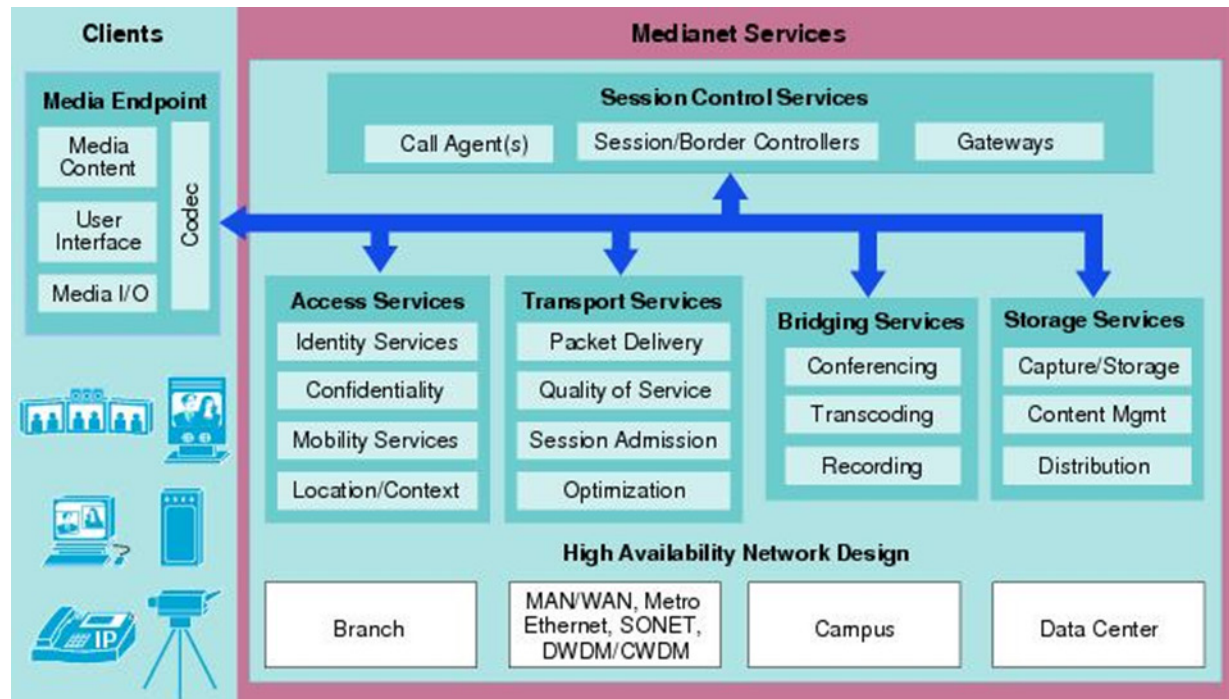 Clients
Media Endpoint
Media
Content
User
Interface
Media I/O
Codec
IP
Medianet Services
Session Control Services
Call Agent(s)
Session/Border Controllers
Gateways
Access Services
Identity Services
Confidentiality
Mobility Services
Location/Context
Transport Services
Packet Delivery
Quality of Service
Session Admission
Optimization
Bridging Services
Conferencing
Transcoding
Recording
Storage Services
Capture/Storage
Content Mgmt
Distribution
High Availability Network Design
Branch
MAN/WAN, Metro
Ethernet, SONET,
DWDM/CWDM
Campus
Data Center